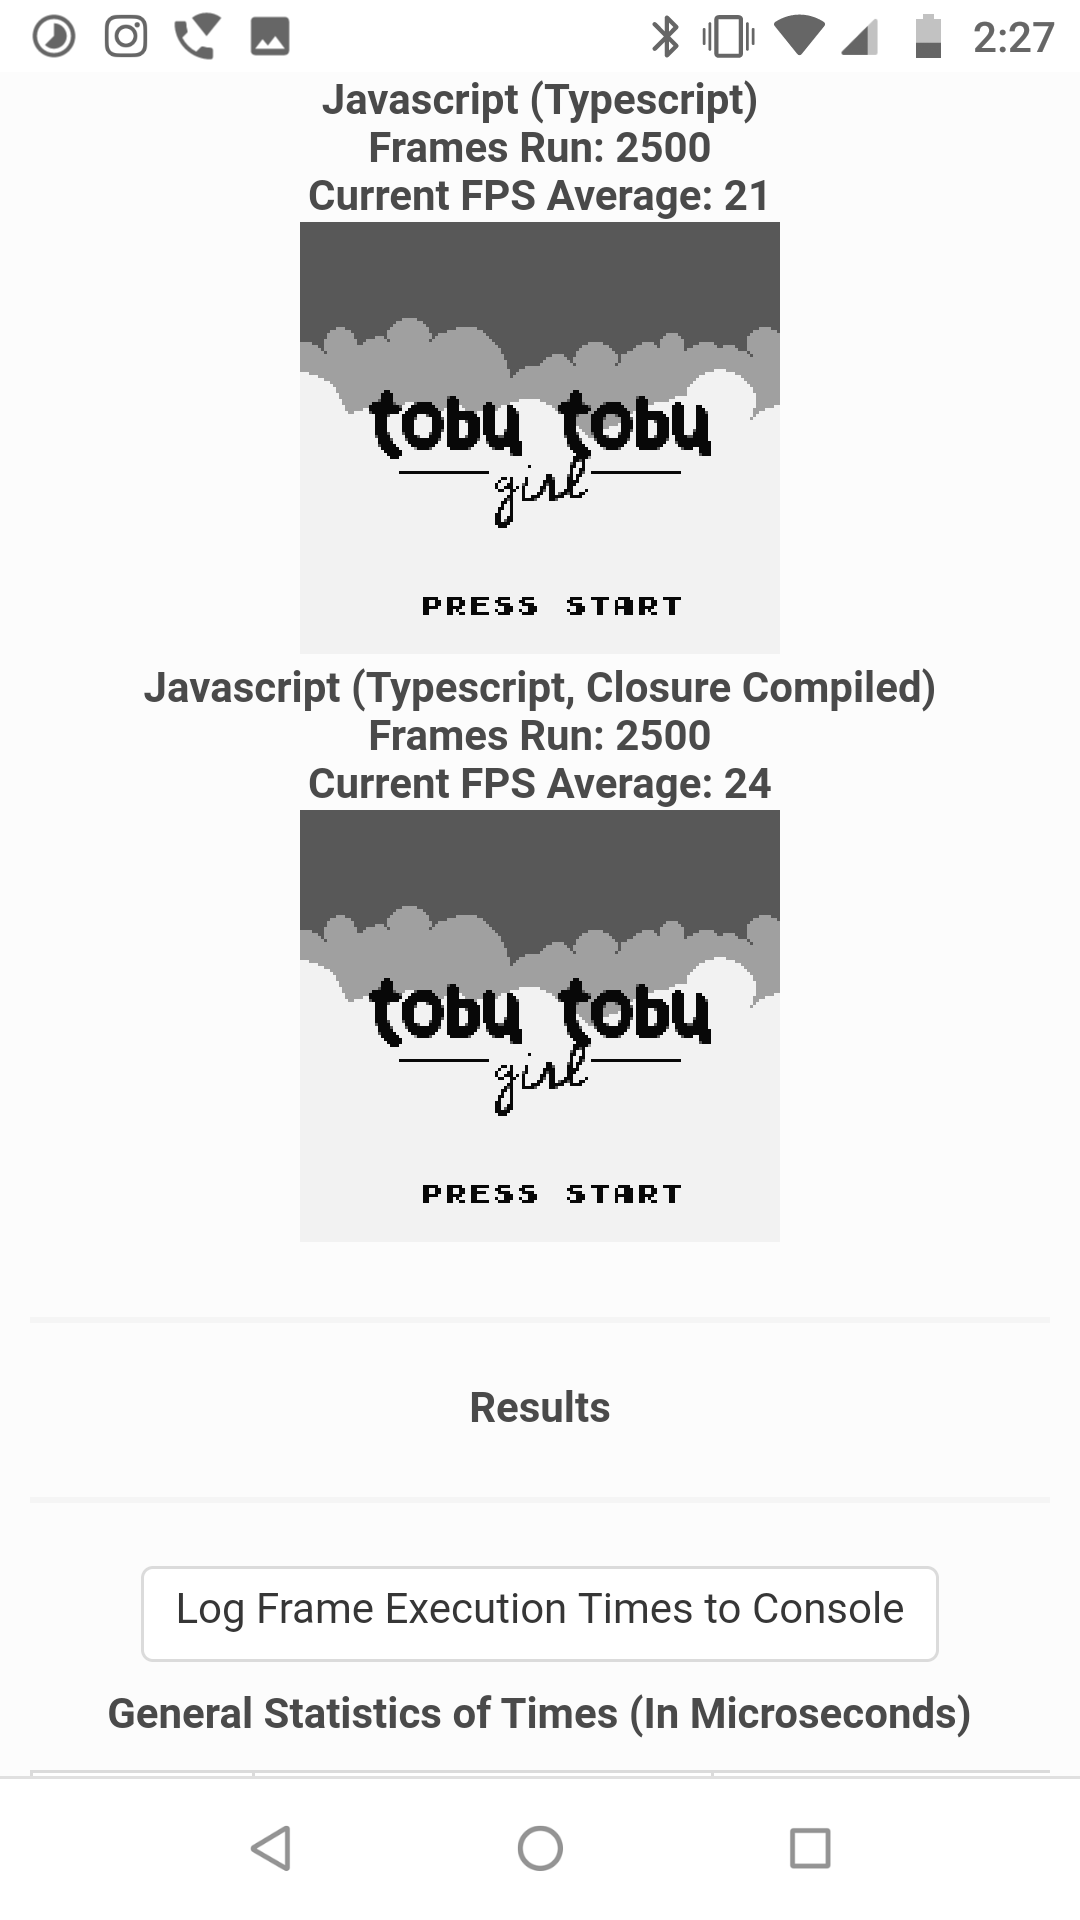 2:27
Javascript (Typescript)
Frames Run: 2500
Current FPS Average: 21
tobu tobu
girl
PRESS START
Javascript (Typescript, Closure Compiled)
Frames Run: 2500
Current FPS Average: 24
tobu tobu
girl
PRESS START
Results
Log Frame Execution Times to Console
General Statistics of Times (In Microseconds)